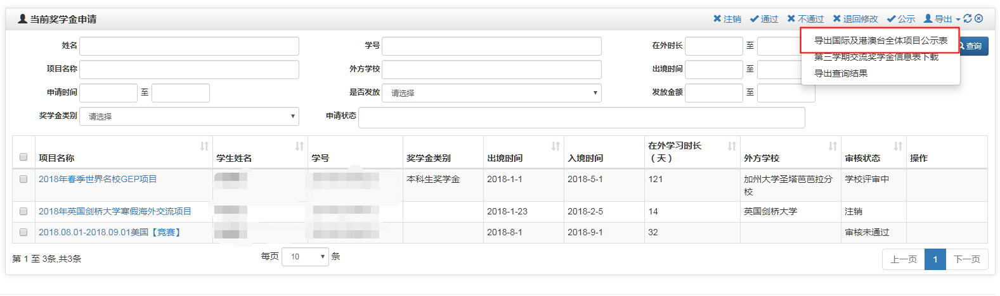 当前奖学金申请
注销 通过 不通过 退回修改 公示 导出
姓名 学号 在外时长 至 查询
导出国际及港澳台全体项目公示表
第三学期交流奖学金信息表下载
导出查询结果
项目名称 外方学校 出境时间 至
申请时间 至 是否发放 请选择 发放金额 至
奖学金类别 请选择 申请状态
项目名称 学生姓名 学号 奖学金类别 出境时间 入境时间 在外学习时长（天） 外方学校 审核状态 操作
2018年春季世界名校GEP项目 本科生奖学金 2018-1-1 2018-5-1 121 加州大学圣塔芭芭拉分校 学校评审中
2018年英国剑桥大学寒假海外交流项目 2018-1-23 2018-2-5 14 英国剑桥大学 注销
2018.08.01-2018.09.01美国【竞赛】 2018-8-1 2018-9-1 32 审核未通过
第 1 至 3条,共3条 每页 10 条 上一页 1 下一页